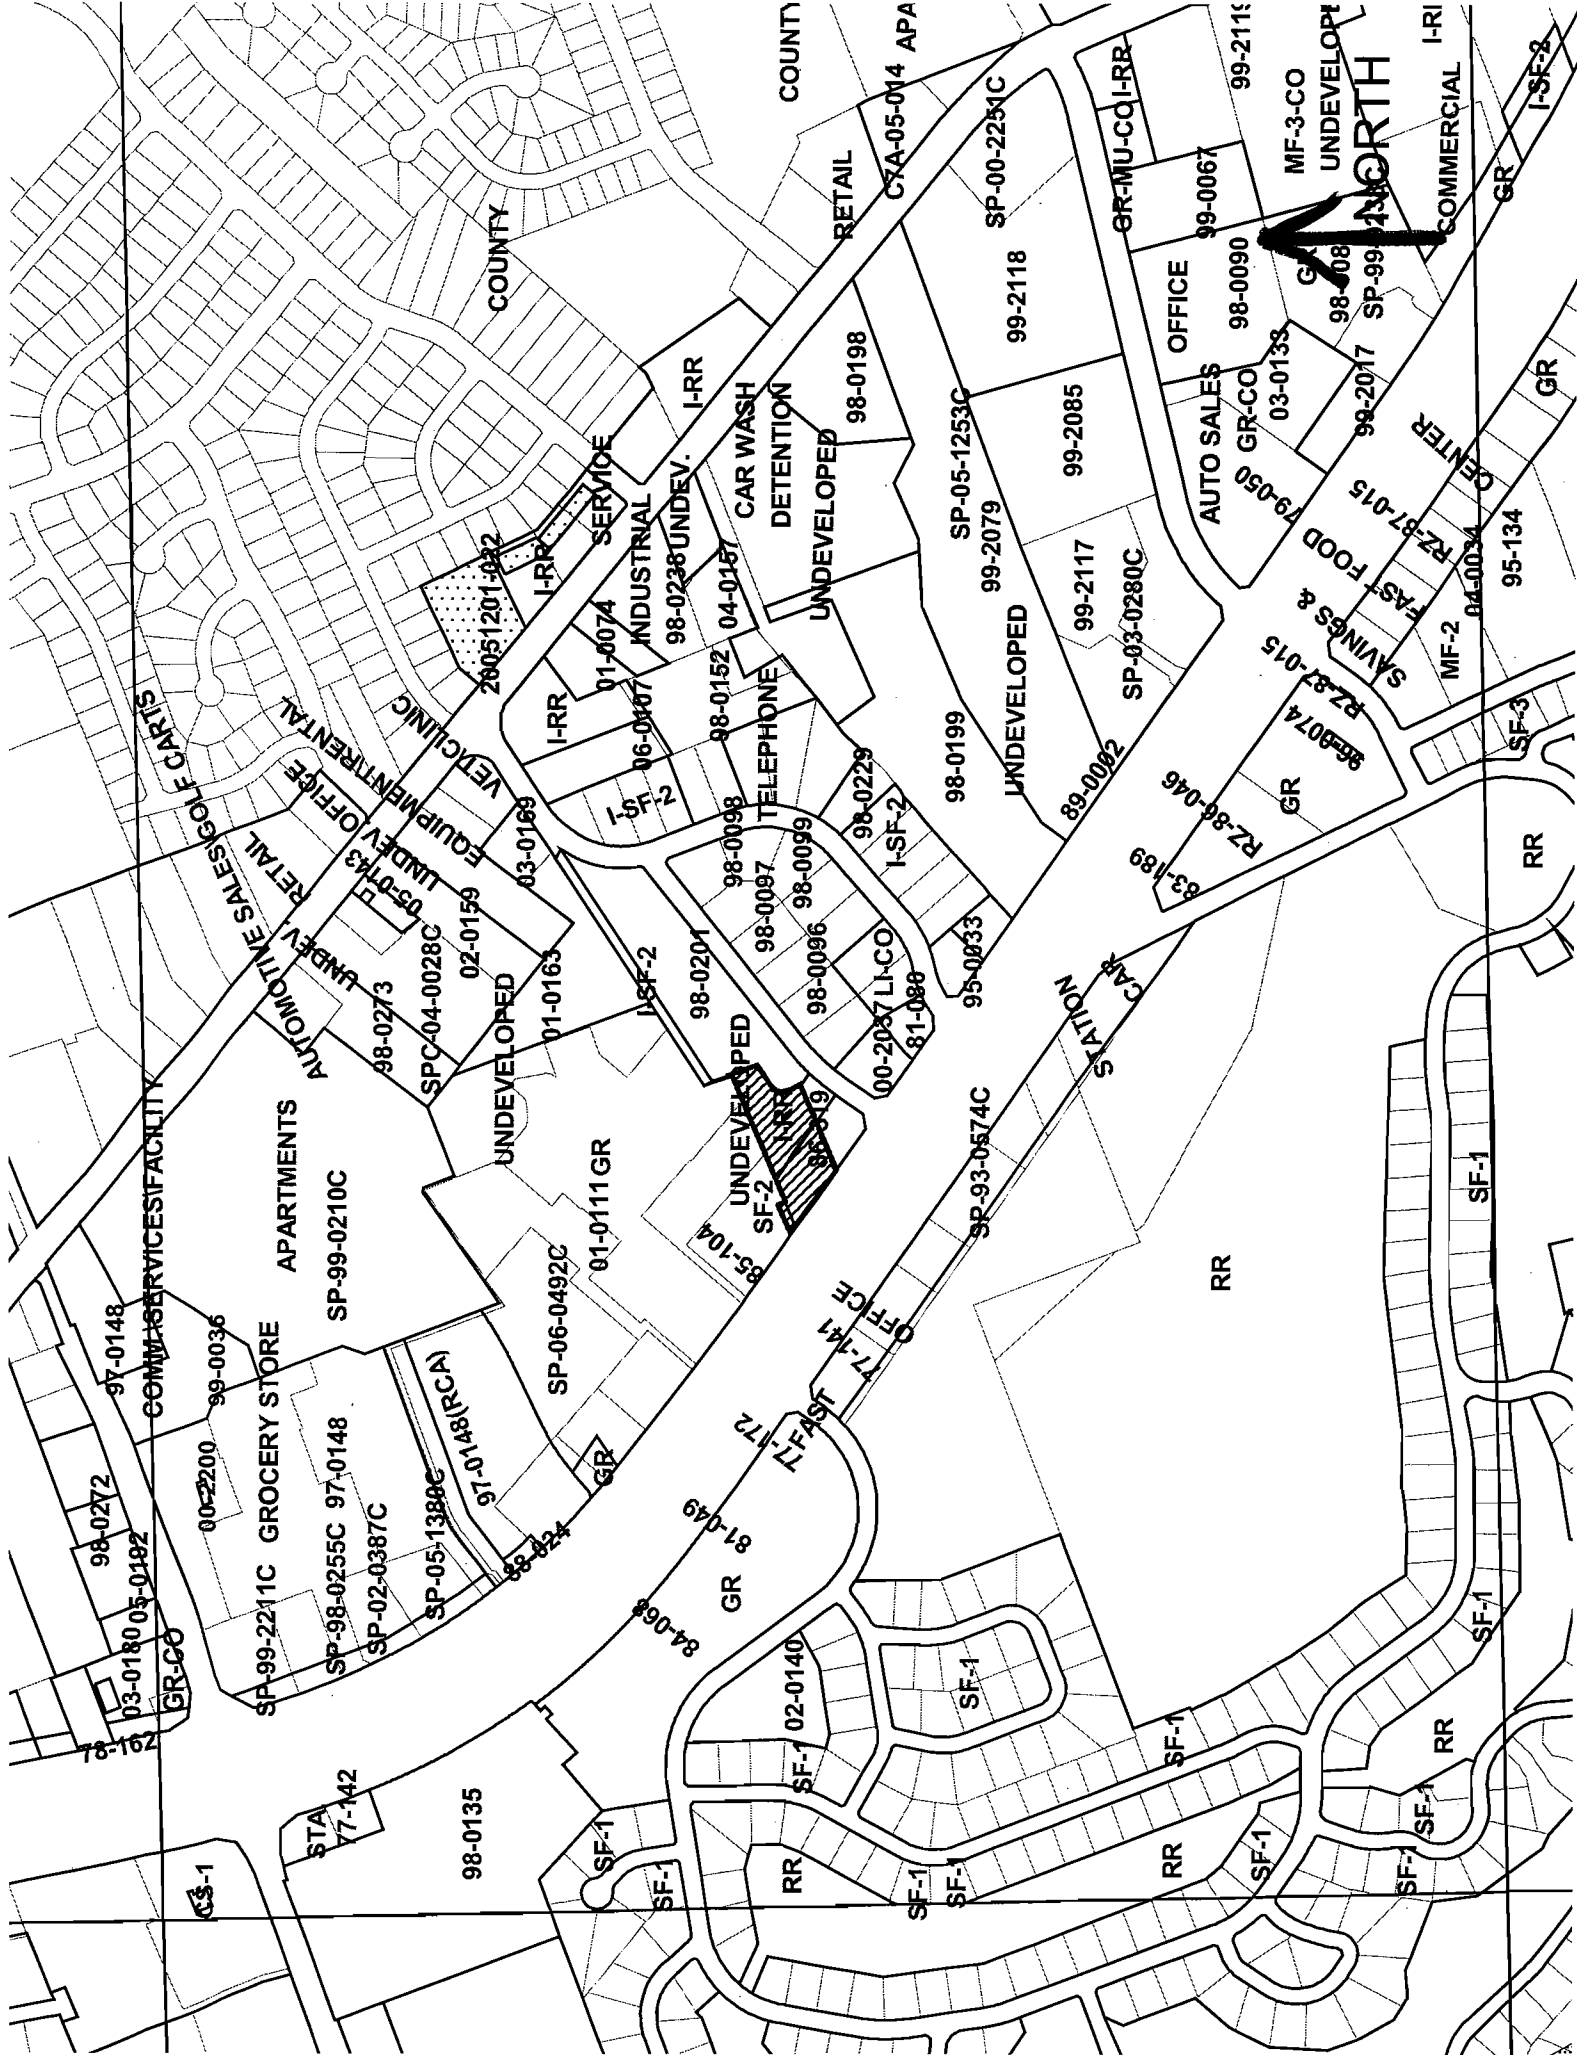 COMM\SERVICES\FACILITY
AUTOMOTIVE SALES\GOLF CARTS
97-0148
99-0036
98-0272
03-0180
05-0192
GR-CO
78-162
00-2200
GROCERY STORE
SP-99-2211C
SP-98-0255C
97-0148
SP-02-0387C
SP-05-1380C
97-0148(RCA)
88-024
GR
APARTMENTS
SP-99-0210C
UNDEV.
RETAIL
UNDEV OFFICE
EQUIPMENT\RENTAL
VET\CLINIC
05-0143
98-0273
SPC-04-0028C
02-0159
03-0169
UNDEVELOPED
01-0163
SP-06-0492C
01-0111
GR
85-104
UNDEVELOPED
SF-2
I-RR
I-SF-2
98-0201
20051201-022
I-RR
SERVICE
COUNTY
COUNTY
I-RR
01-0074
INDUSTRIAL
98-0238
UNDEV.
I-RR
06-0107
04-0157
98-0152
CAR WASH
DETENTION
I-SF-2
98-0098
TELEPHONE
UNDEVELOPED
98-0198
98-0097
98-0099
98-0096
98-0229
I-SF-2
00-2037
LI-CO
81-080
95-0033
98-0199
UNDEVELOPED
89-0002
RETAIL
C7A-05-014
APA
SP-00-2251C
99-2118
SP-05-1253C
99-2079
99-2085
99-2117
SP-03-0280C
GR-MU-CO
I-RR
99-0067
99-2119
OFFICE
98-0090
MF-3-CO
NORTH
AUTO SALES
GR-CO
03-0133
79-050
99-2017
COMMERCIAL
GR
I-SF-2
GR
SAVINGS &
FAST FOOD
CENTER
RZ-87-015
RZ-87-015
04-0034
95-134
MF-2
SF-3
96-0074
GR
RZ-86-046
83-189
RR
STATION
CAR
SP-93-0574C
OFFICE
77-141
FAST
77-172
81-049
GR
84-068
02-0140
SF-1
SF-1
SF-1
RR
SF-1
SF-1
RR
STA
77-142
98-0135
CS-1
SF-1
SF-1
RR
SF-1
SF-1
RR
SF-1
SF-1
SF-1